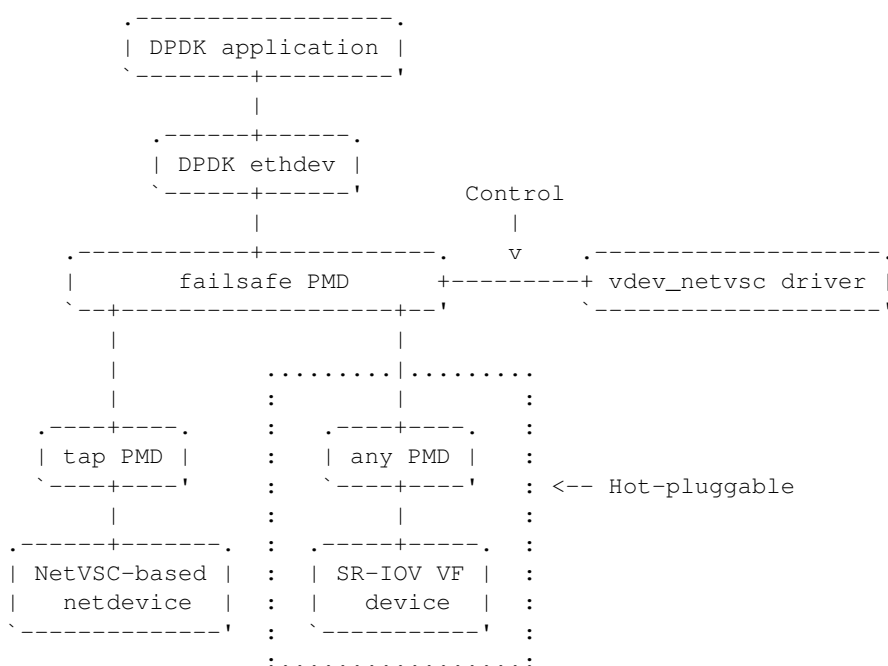 DPDK application
DPDK ethdev
Control
v
failsafe PMD
vdev_netvsc driver
tap PMD
any PMD
<-- Hot-pluggable
NetVSC-based
netdevice
SR-IOV VF
device